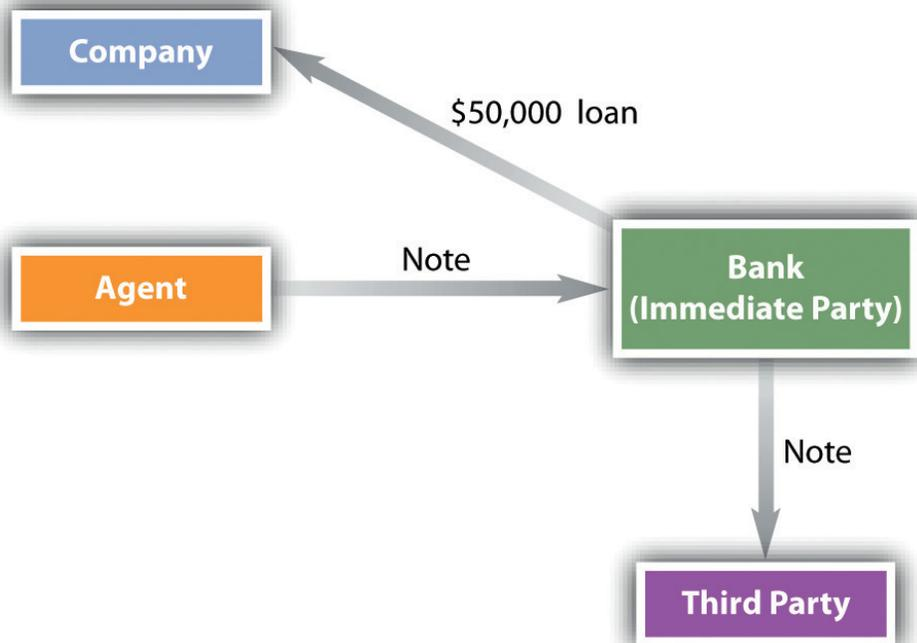 Company
$50,000 loan
Note
Agent
Bank
(Immediate Party)
Note
Third Party